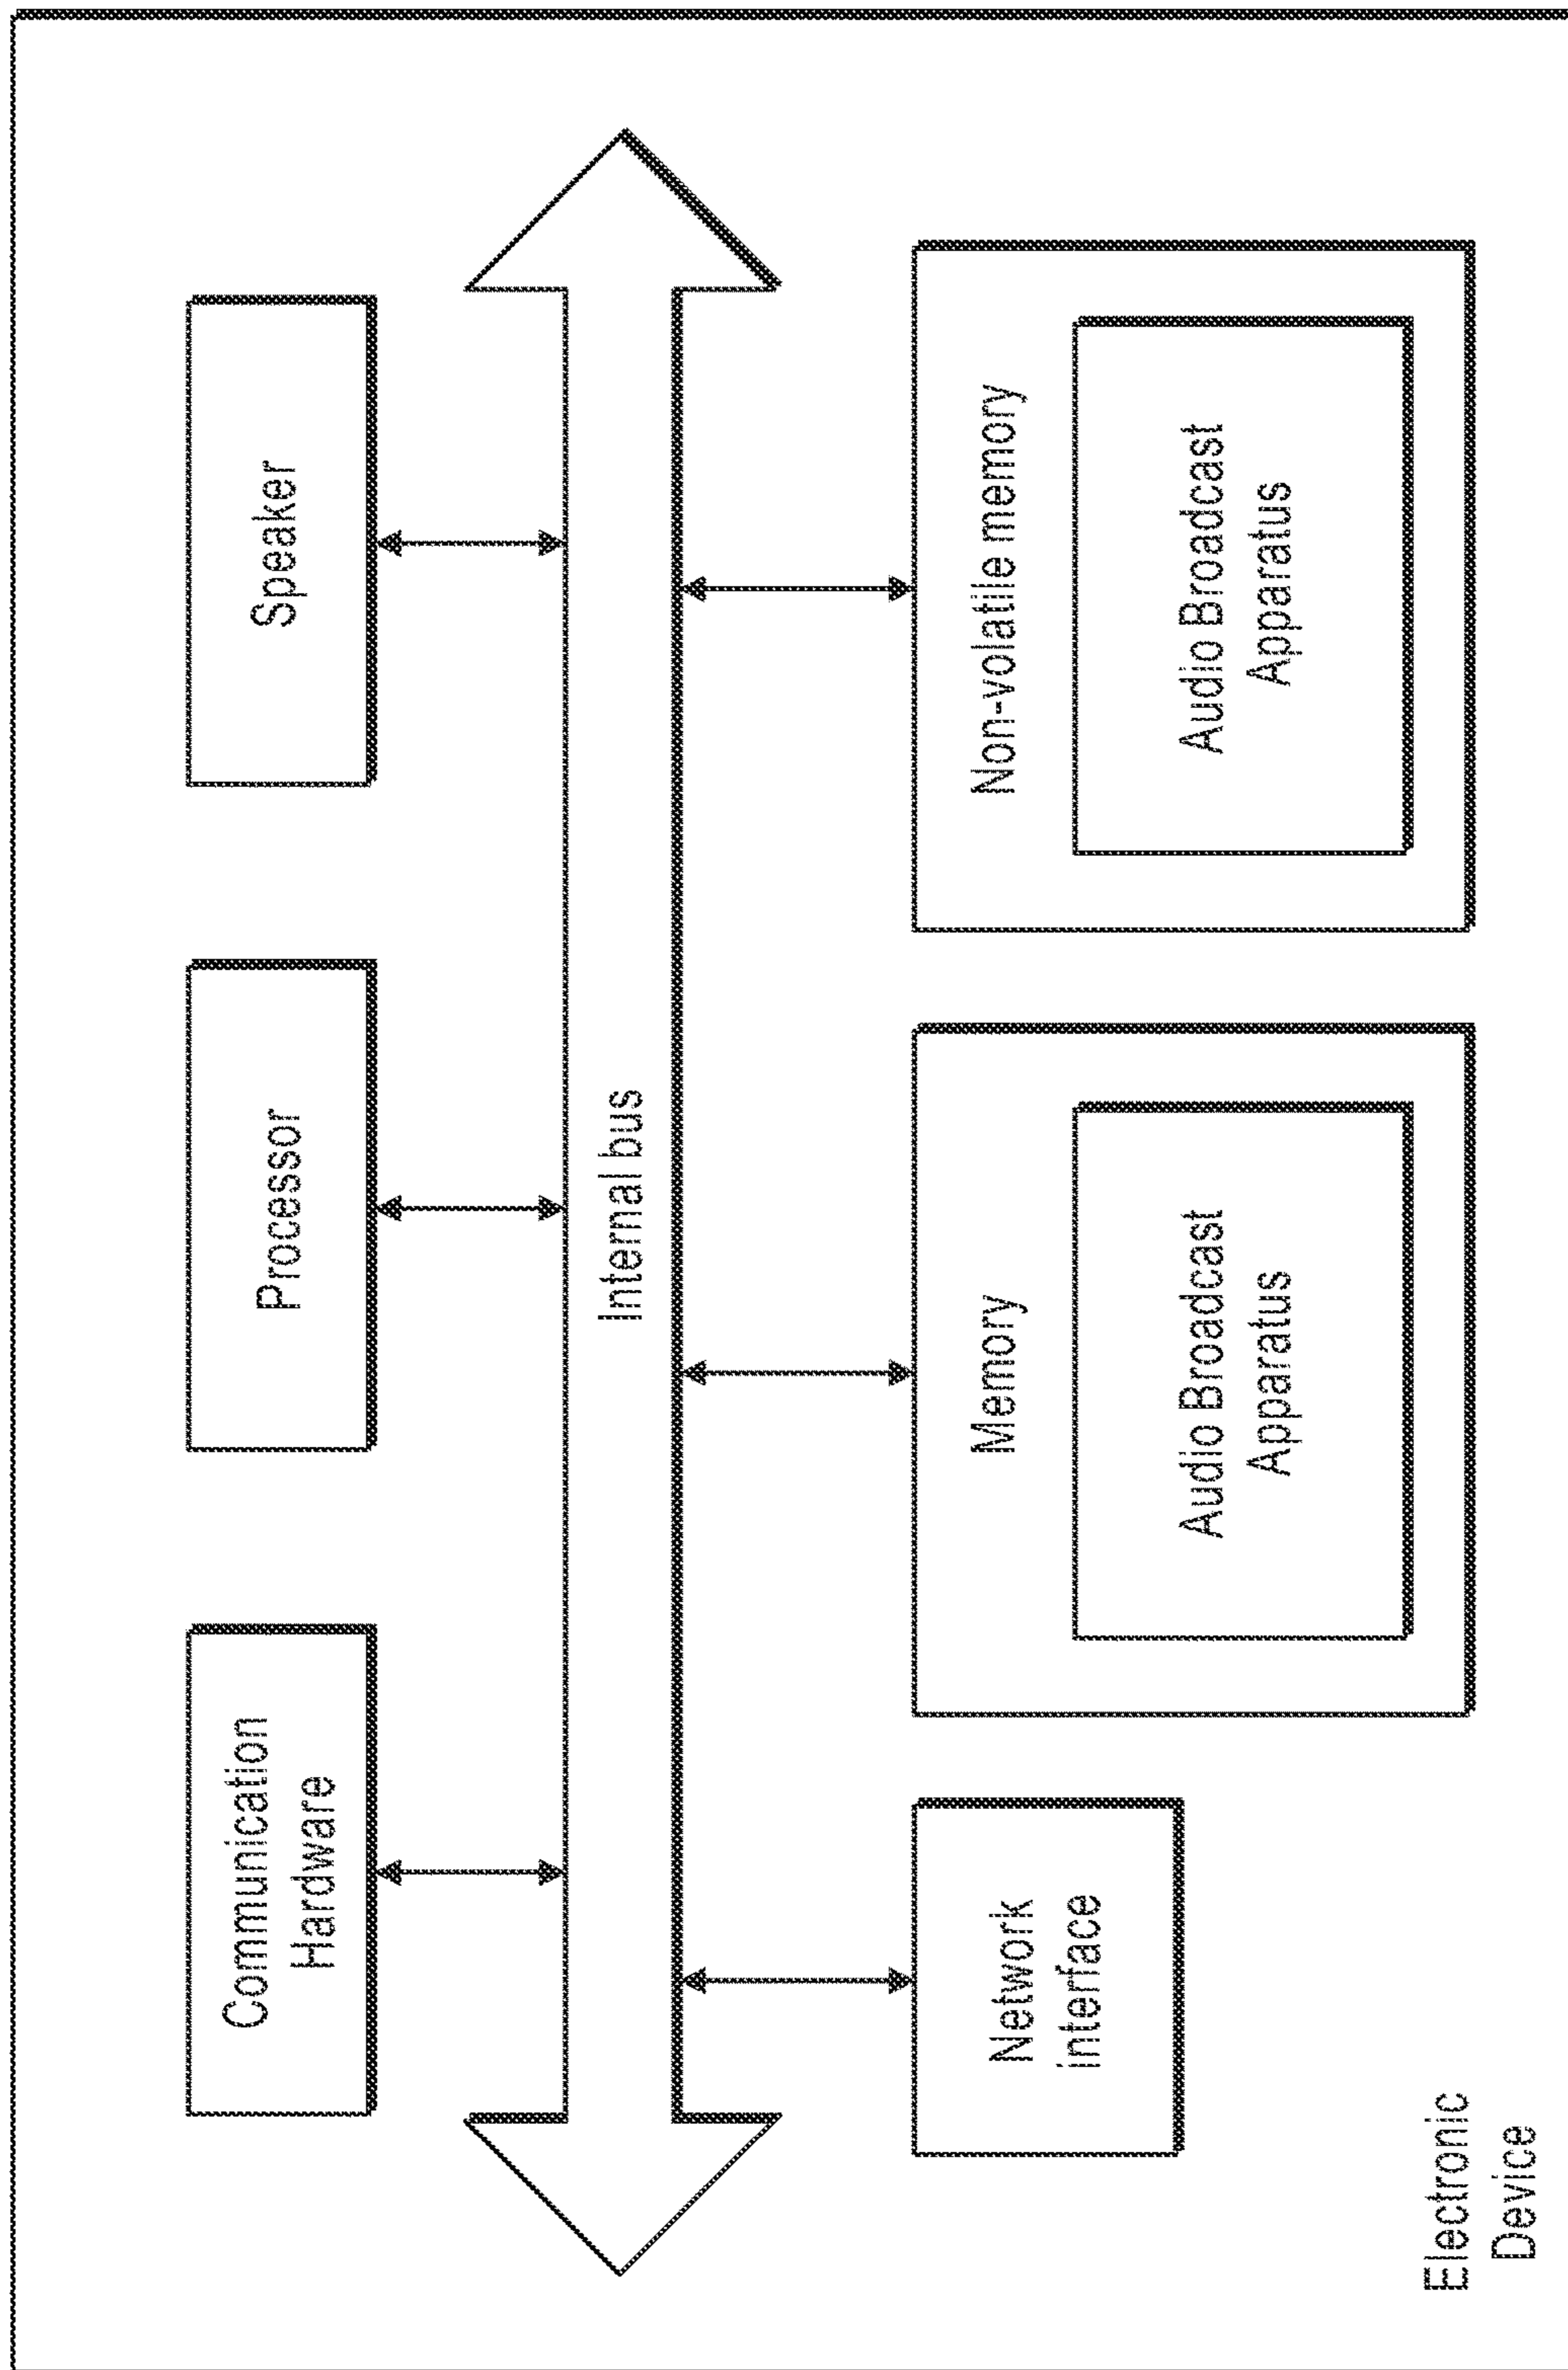 Communication
Hardware
Processor
Speaker
Internal bus
Network
interface
Memory
Audio Broadcast
Apparatus
Non-volatile memory
Audio Broadcast
Apparatus
Electronic
Device